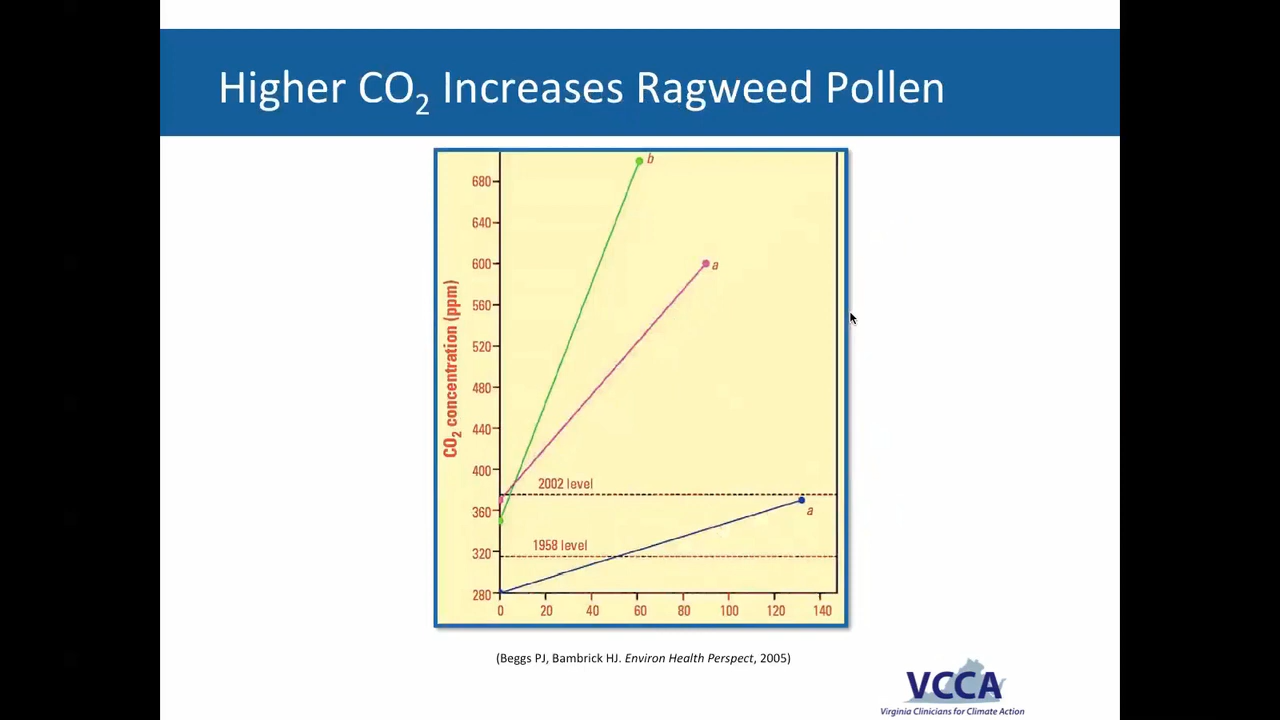 Higher CO₂ Increases Ragweed Pollen
b
680
640
a
600
560
520
480
440
400
2002 level
360
a
1958 level
320
280
0 20 40 60 80 100 120 140
CO₂ concentration (ppm)
(Beggs PJ, Bambrick HJ. Environ Health Perspect, 2005)
VCCA
Virginia Clinicians for Climate Action